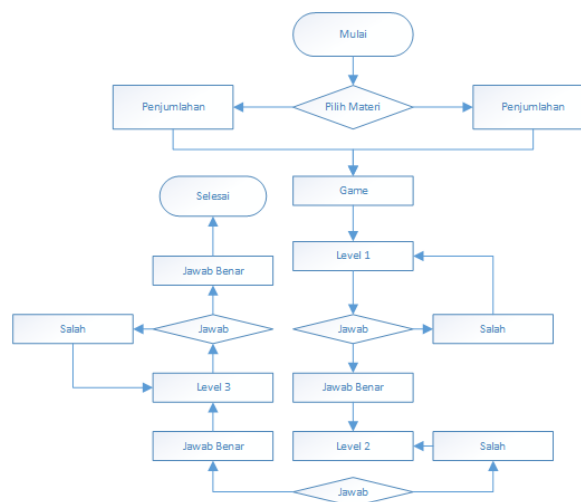 Mulai
Penjumlahan
Pilih Materi
Penjumlahan
Game
Selesai
Level 1
Jawab Benar
Salah
Jawab
Jawab
Salah
Level 3
Jawab Benar
Jawab Benar
Level 2
Salah
Jawab